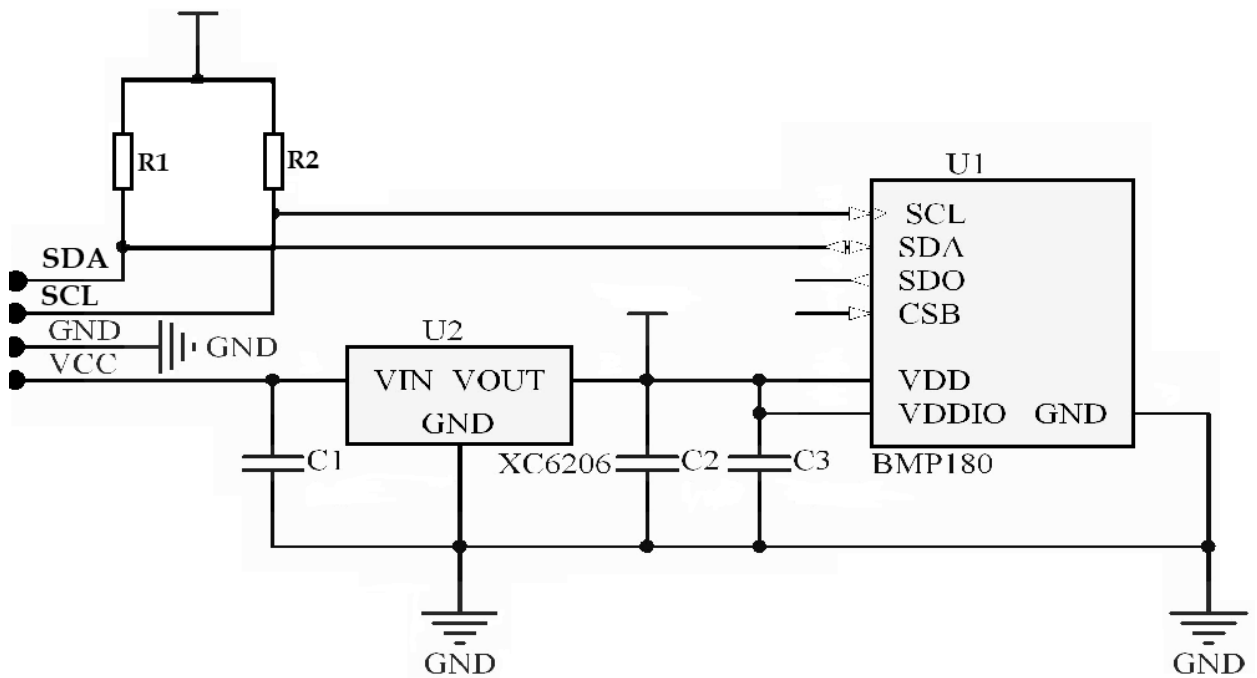 R1
R2
U1
SCL
SDA
SDO
CSB
VDD
VDDIO GND
BMP180
SDA
SCL
GND
GND
VCC
U2
VIN VOUT
GND
XC6206
C1
C2
C3
GND
GND